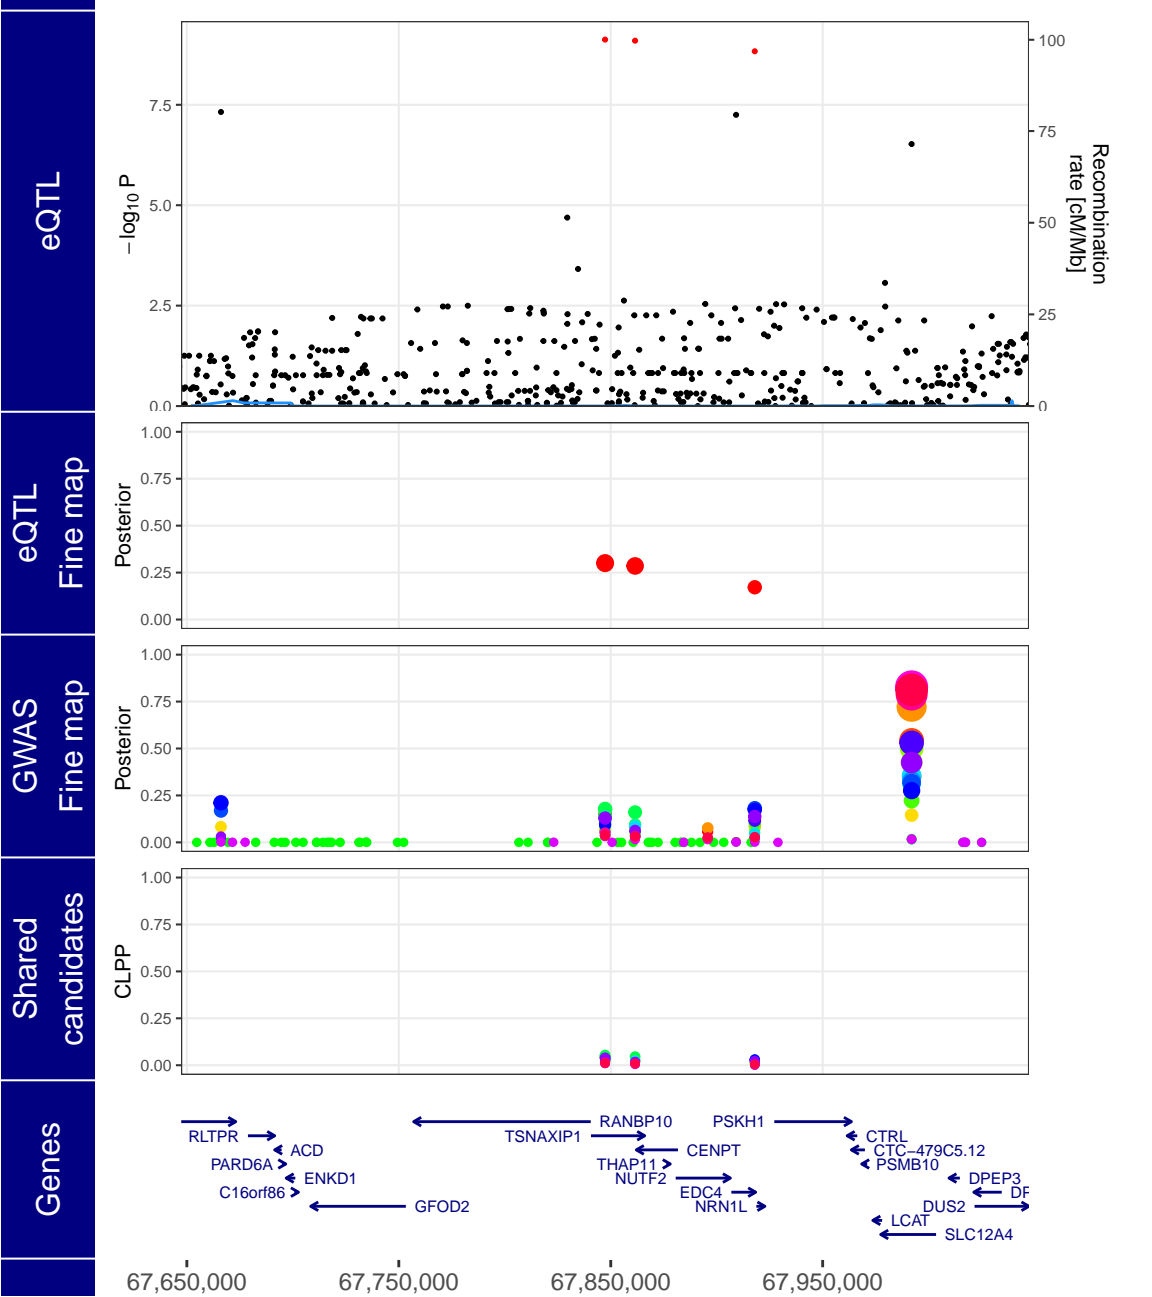 eQTL
−log10 P
7.5
5.0
2.5
0.0
100
75
50
25
0
Recombination
rate [cM/Mb]
eQTL
Fine map
Posterior
1.00
0.75
0.50
0.25
0.00
GWAS
Fine map
Posterior
1.00
0.75
0.50
0.25
0.00
Shared
candidates
CLPP
1.00
0.75
0.50
0.25
0.00
Genes
RANBP10 PSKH1
RLTPR TSNAXIP1 CTRL
ACD CENPT CTC−479C5.12
PARD6A THAP11 PSMB10
ENKD1 NUTF2 DPEP3
C16orf86 EDC4 DP
GFOD2 NRN1L DUS2
LCAT
SLC12A4
67,650,000 67,750,000 67,850,000 67,950,000